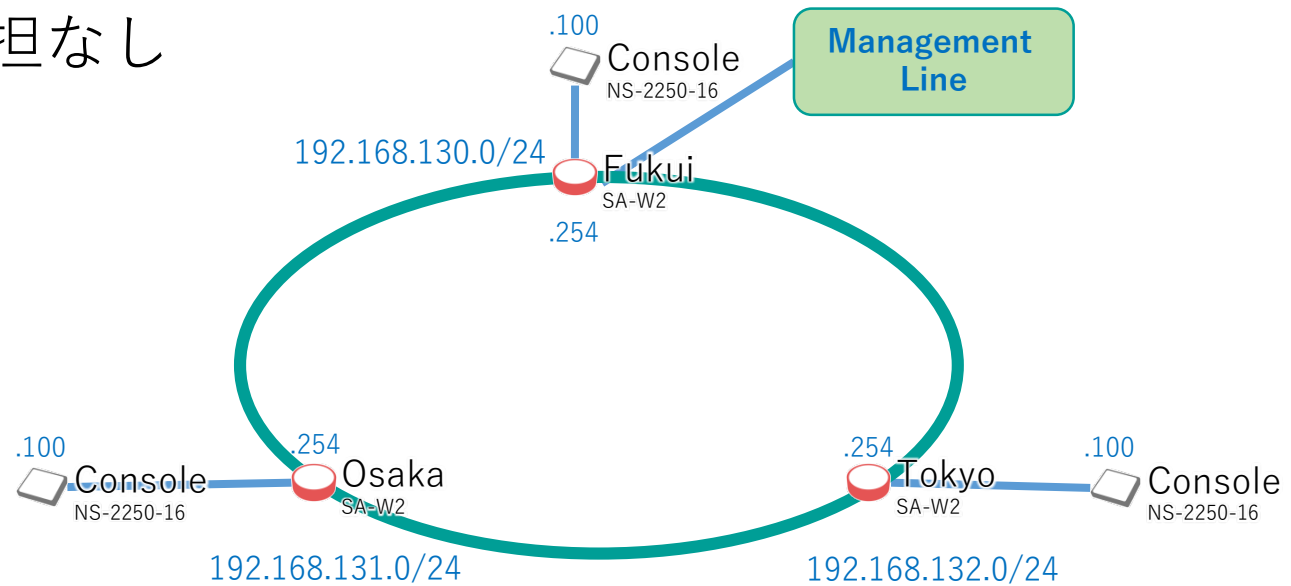 担なし
.100
Console
NS-2250-16
Management
Line
192.168.130.0/24
Fukui
SA-W2
.254
.100
Console
NS-2250-16
.254
Osaka
SA-W2
192.168.131.0/24
.254
Tokyo
SA-W2
192.168.132.0/24
.100
Console
NS-2250-16